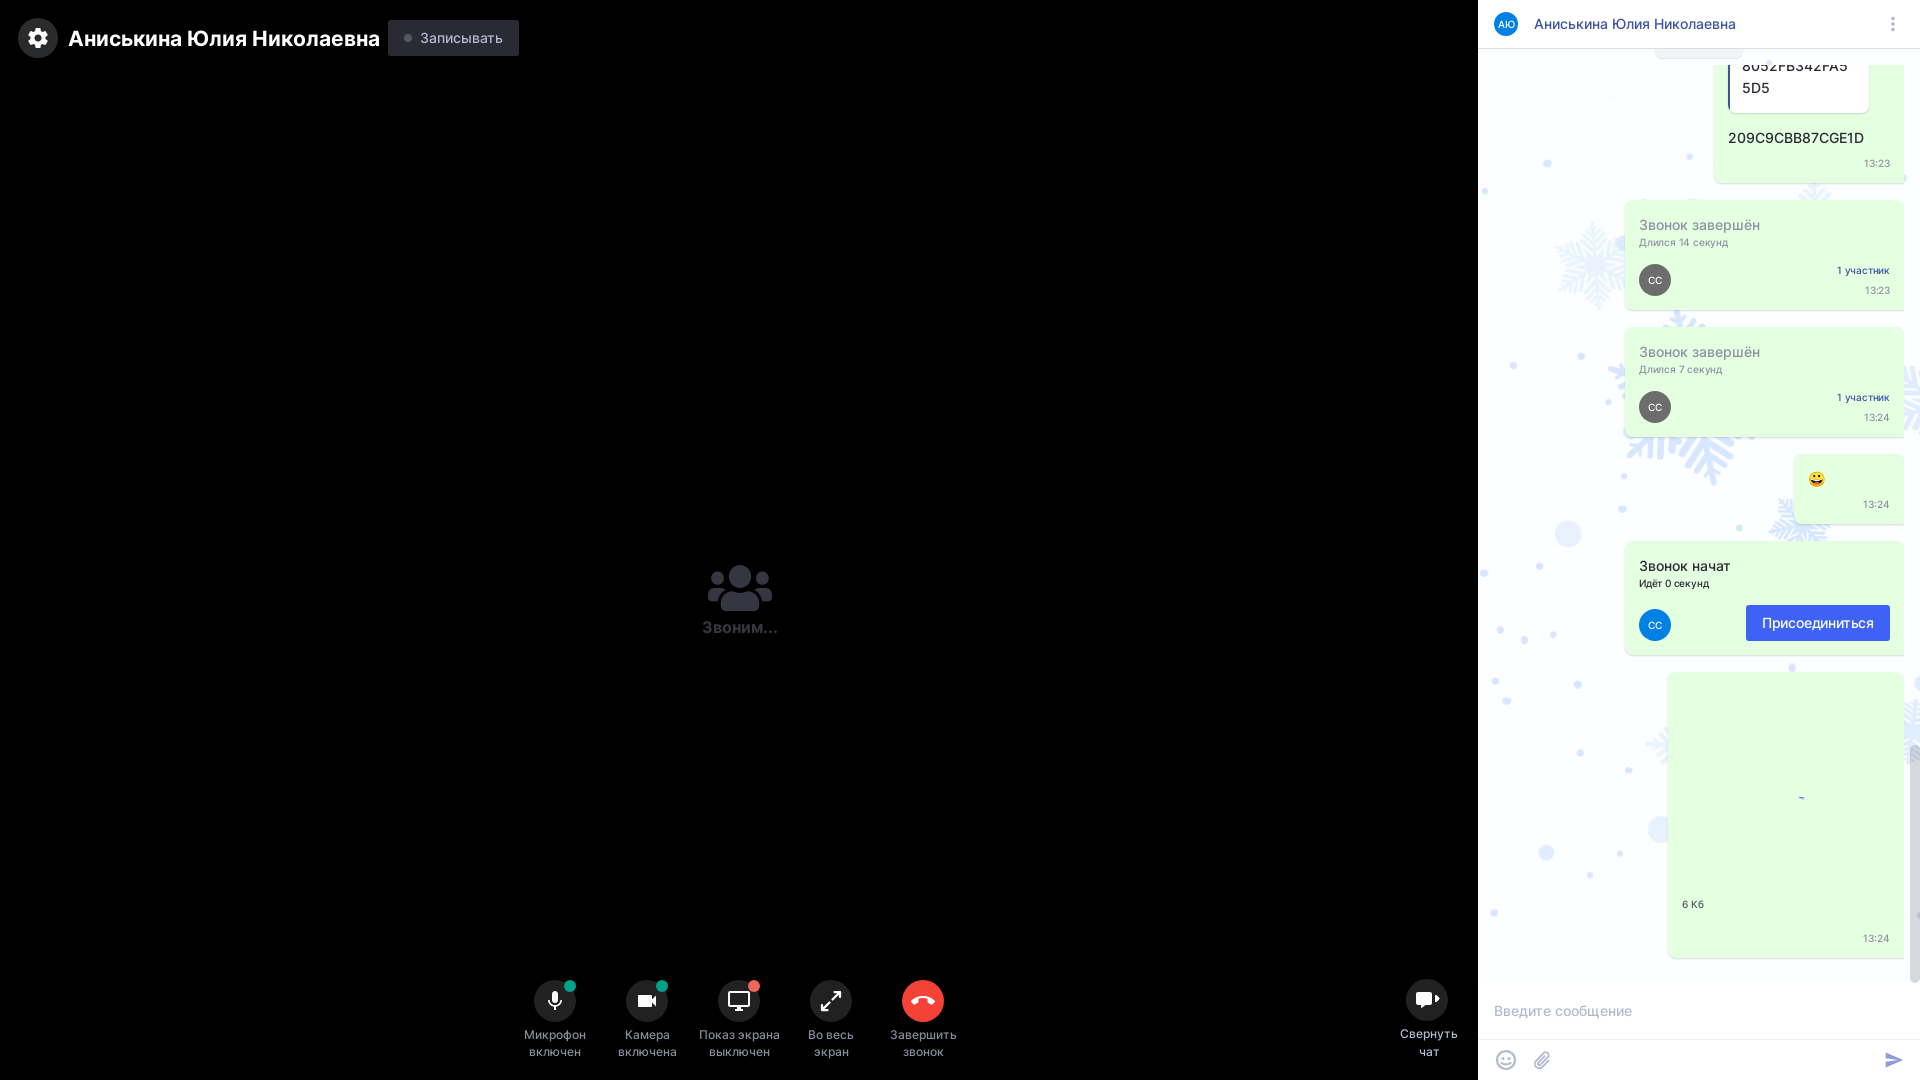 Аниськина Юлия Николаевна
Записывать
Звоним...
Микрофон
включен
Камера
включена
Показ экрана
выключен
Во весь
экран
Завершить
звонок
Свернуть
чат
АЮ
Аниськина Юлия Николаевна
8052FB342FA5
5D5
209C9CBB87CGE1D
13:23
Звонок завершён
Длился 14 секунд
СС
1 участник
13:23
Звонок завершён
Длился 7 секунд
СС
1 участник
13:24
😀
13:24
Звонок начат
Идёт 0 секунд
СС
Присоединиться
6 Кб
13:24
Введите сообщение